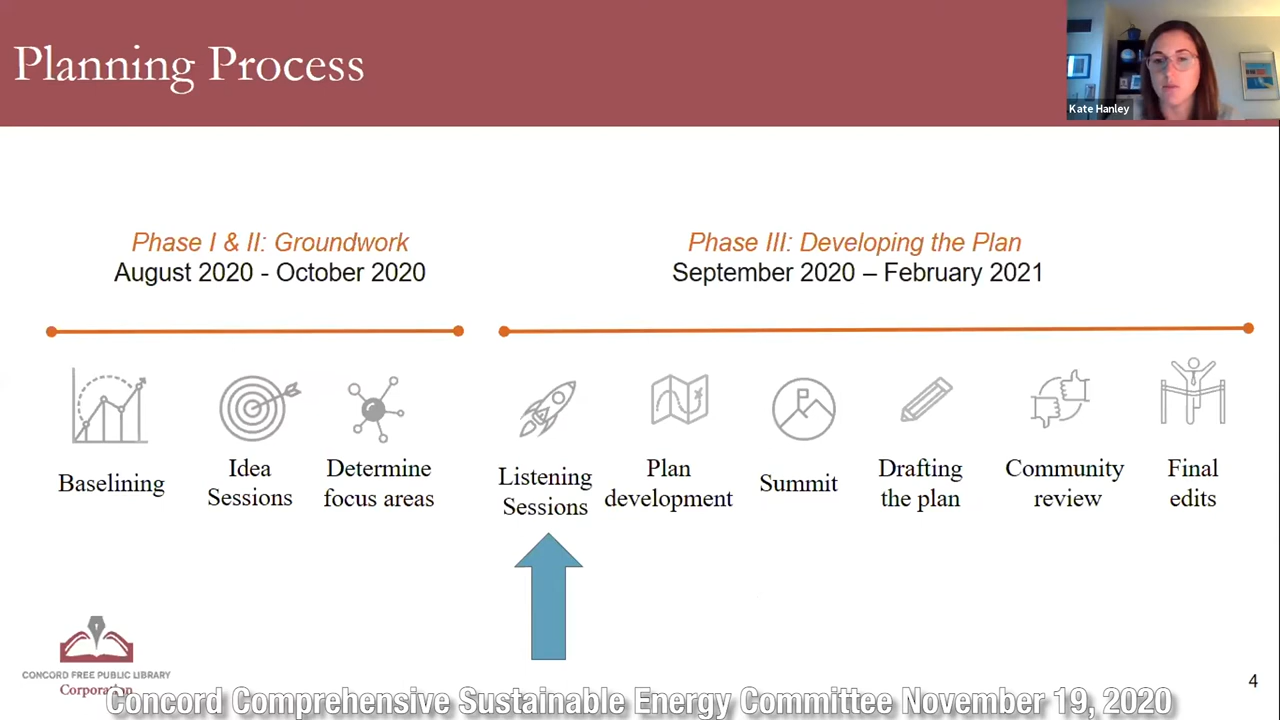 Planning Process
Kate Hanley
Phase I & II: Groundwork
August 2020 - October 2020
Phase III: Developing the Plan
September 2020 – February 2021
Baselining
Idea
Sessions
Determine
focus areas
Listening
Sessions
Plan
development
Summit
Drafting
the plan
Community
review
Final
edits
CONCORD FREE PUBLIC LIBRARY
Corporation
4
Concord Comprehensive Sustainable Energy Committee November 19, 2020